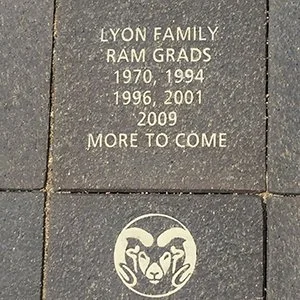 LYON FAMILY
RAM GRADS
1970, 1994
1996, 2001
2009
MORE TO COME